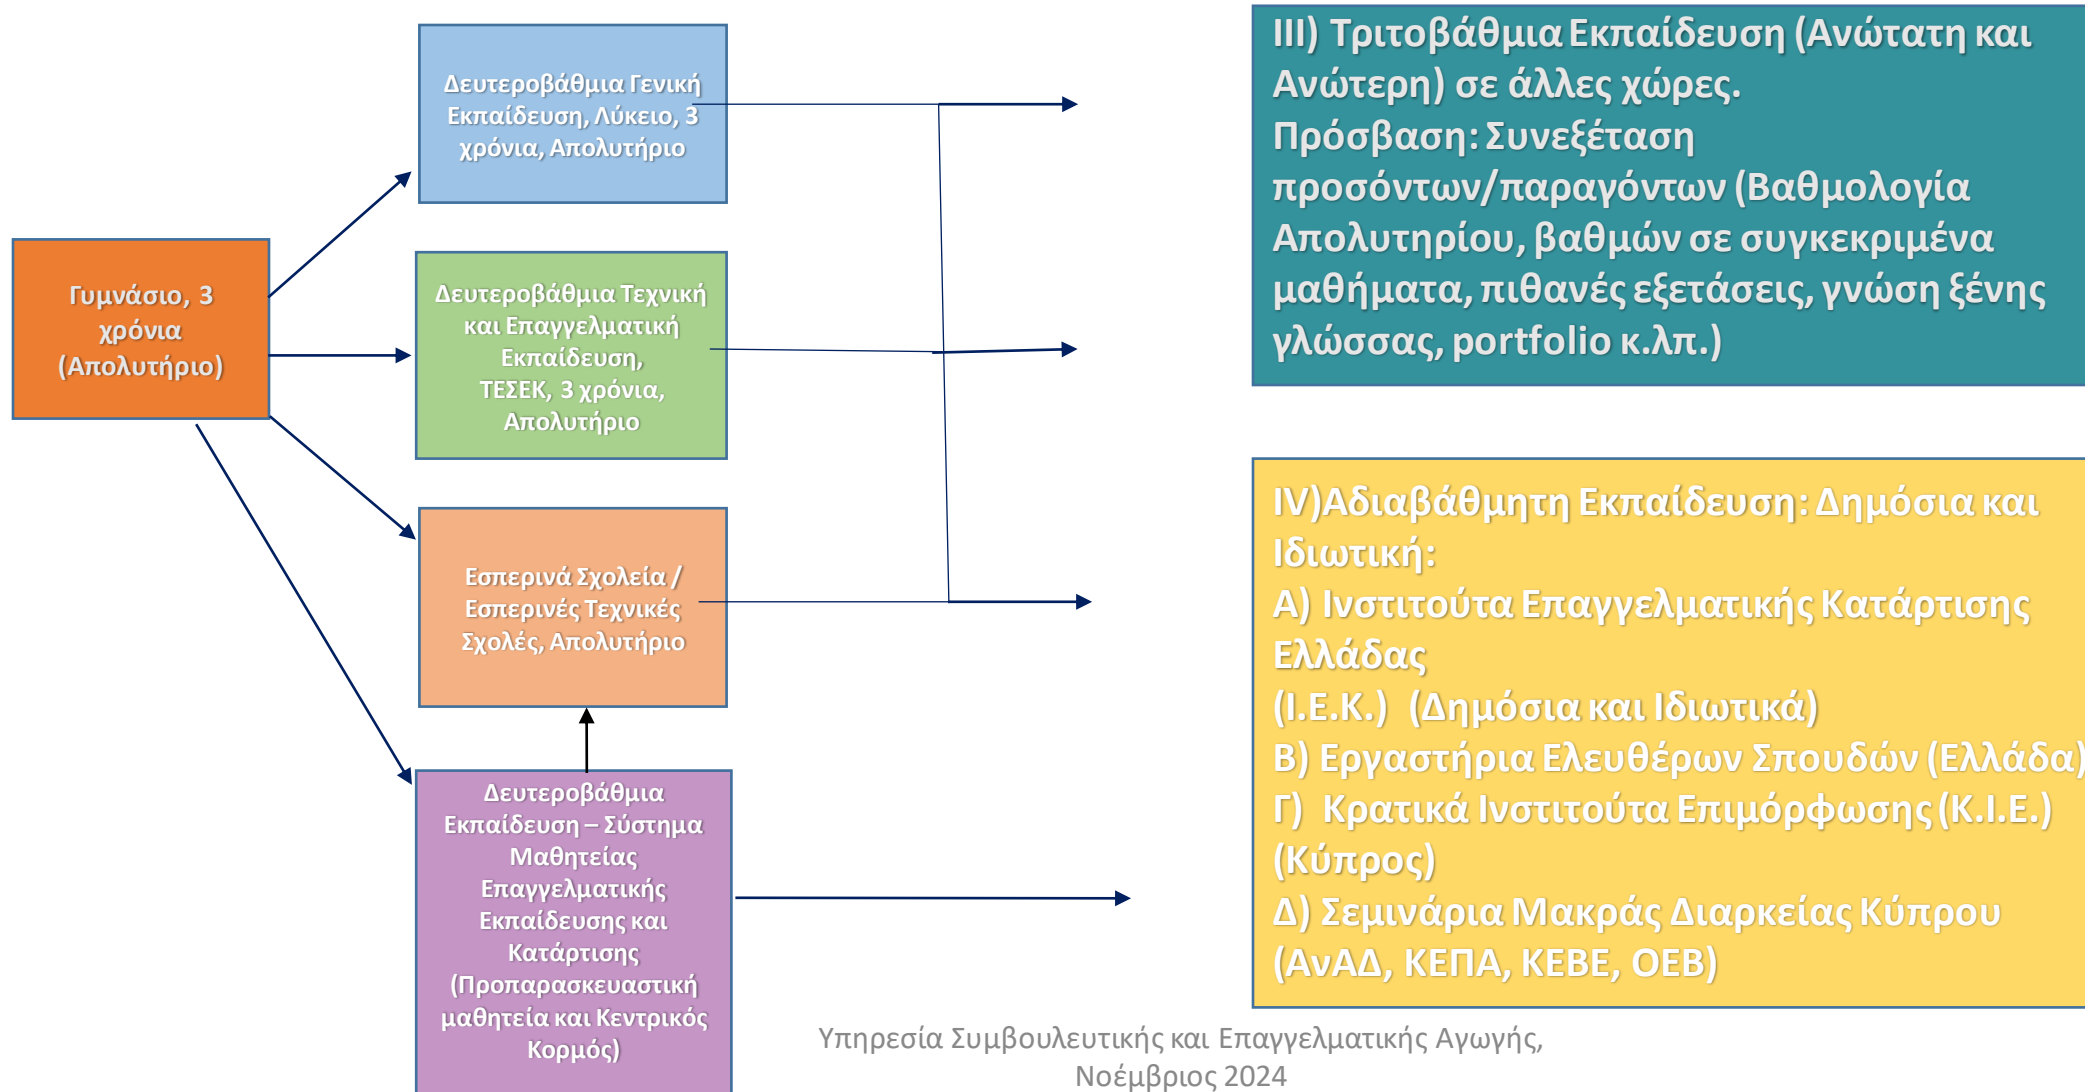 Γυμνάσιο, 3
χρόνια
(Απολυτήριο)
Δευτεροβάθμια Γενική
Εκπαίδευση, Λύκειο, 3
χρόνια, Απολυτήριο
Δευτεροβάθμια Τεχνική
και Επαγγελματική
Εκπαίδευση,
ΤΕΣΕΚ, 3 χρόνια,
Απολυτήριο
Εσπερινά Σχολεία /
Εσπερινές Τεχνικές
Σχολές, Απολυτήριο
Δευτεροβάθμια
Εκπαίδευση – Σύστημα
Μαθητείας
Επαγγελματικής
Εκπαίδευσης και
Κατάρτισης
(Προπαρασκευαστική
μαθητεία και Κεντρικός
Κορμός)
III) Τριτοβάθμια Εκπαίδευση (Ανώτατη και
Ανώτερη) σε άλλες χώρες.
Πρόσβαση: Συνεξέταση
προσόντων/παραγόντων (Βαθμολογία
Απολυτηρίου, βαθμών σε συγκεκριμένα
μαθήματα, πιθανές εξετάσεις, γνώση ξένης
γλώσσας, portfolio κ.λπ.)
IV)Αδιαβάθμητη Εκπαίδευση: Δημόσια και
Ιδιωτική:
Α) Ινστιτούτα Επαγγελματικής Κατάρτισης
Ελλάδας
(Ι.Ε.Κ.) (Δημόσια και Ιδιωτικά)
Β) Εργαστήρια Ελευθέρων Σπουδών (Ελλάδα)
Γ) Κρατικά Ινστιτούτα Επιμόρφωσης (Κ.Ι.Ε.)
(Κύπρος)
Δ) Σεμινάρια Μακράς Διαρκείας Κύπρου
(ΑνΑΔ, ΚΕΠΑ, ΚΕΒΕ, ΟΕΒ)
Υπηρεσία Συμβουλευτικής και Επαγγελματικής Αγωγής,
Νοέμβριος 2024